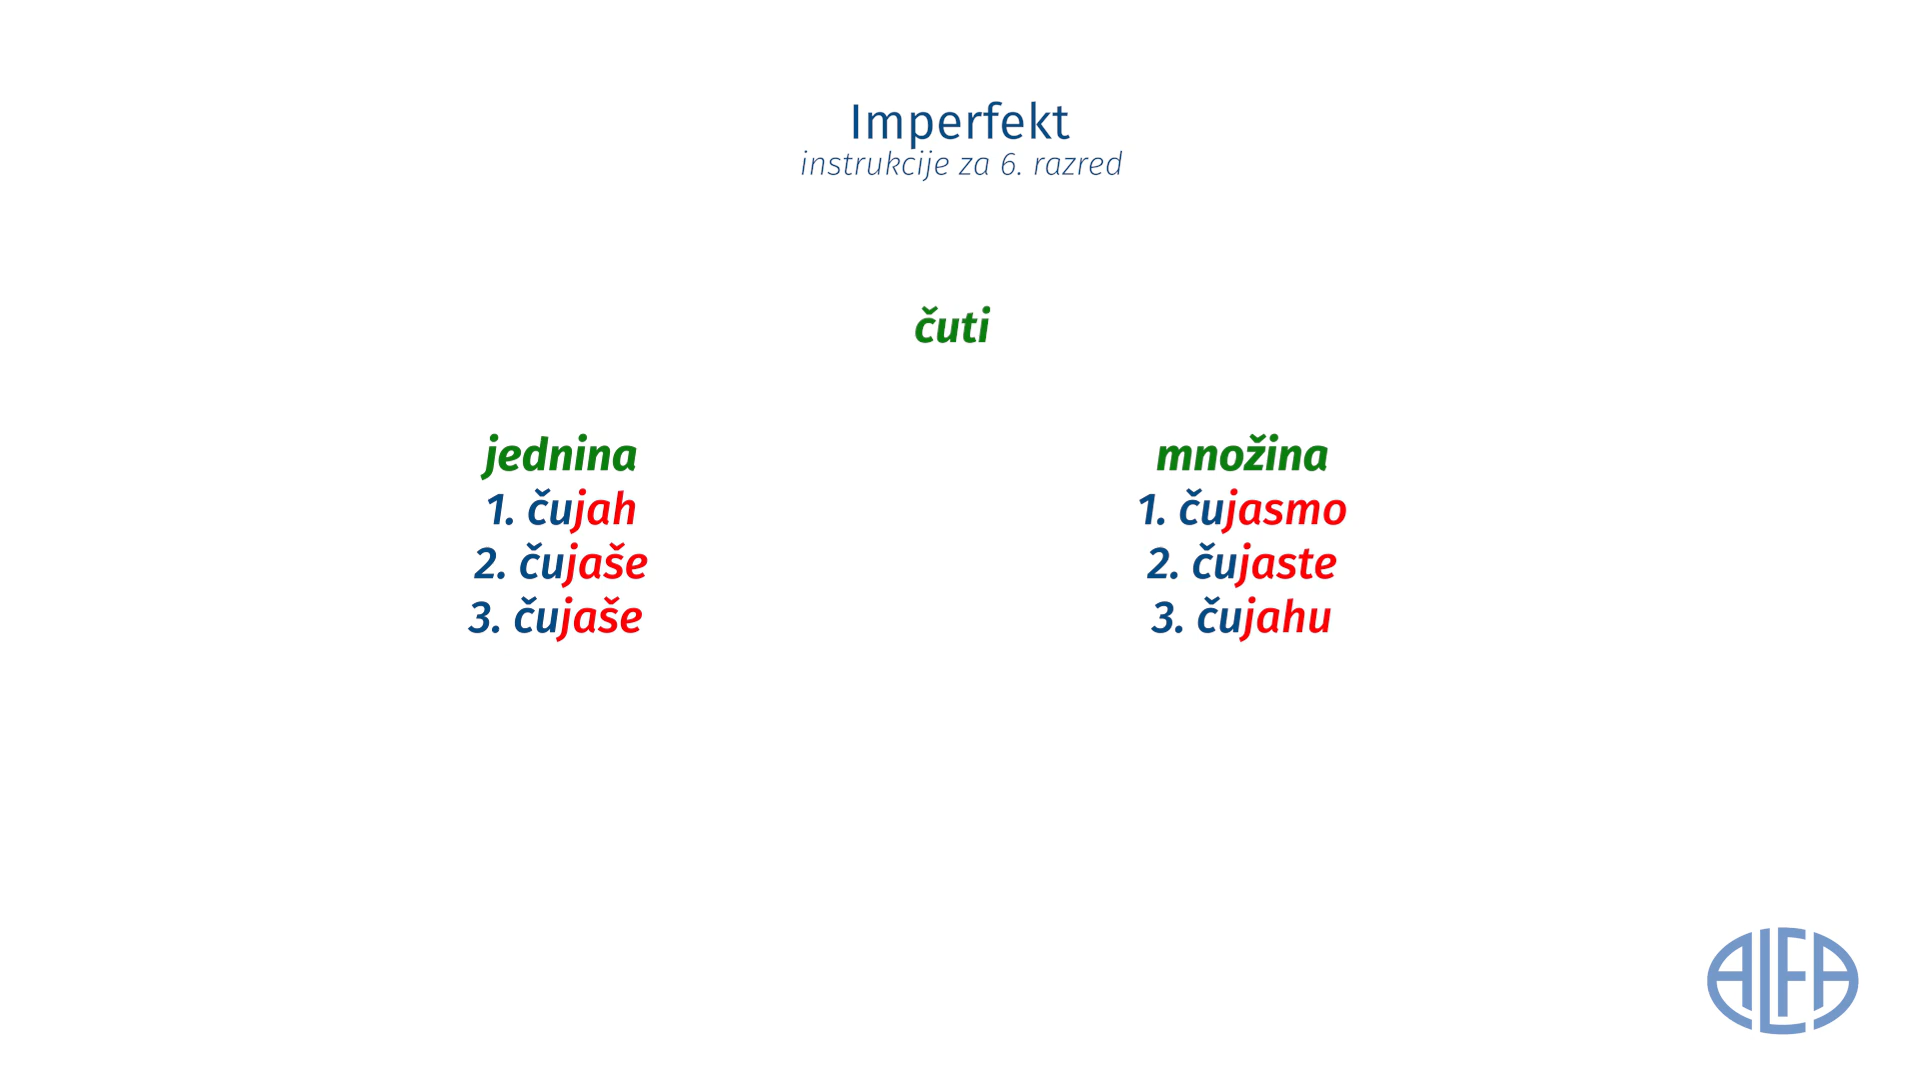 Imperfekt
instrukcije za 6. razred
čuti
jednina
1. čujah
2. čujaše
3. čujaše
množina
1. čujasmo
2. čujaste
3. čujahu
ALFA